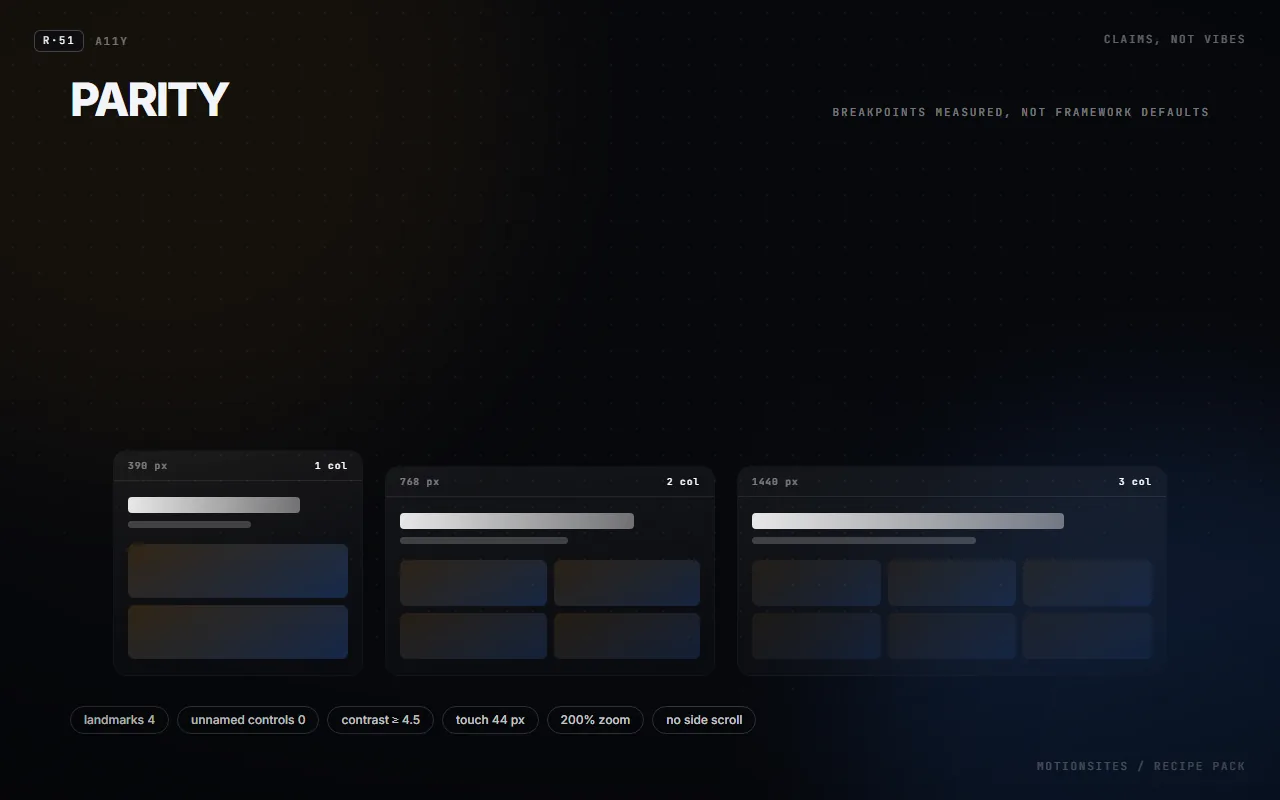 R·51 A11Y
CLAIMS, NOT VIBES
PARITY
BREAKPOINTS MEASURED, NOT FRAMEWORK DEFAULTS
390 px 1 col
768 px 2 col
1440 px 3 col
landmarks 4
unnamed controls 0
contrast ≥ 4.5
touch 44 px
200% zoom
no side scroll
MOTIONSITES / RECIPE PACK